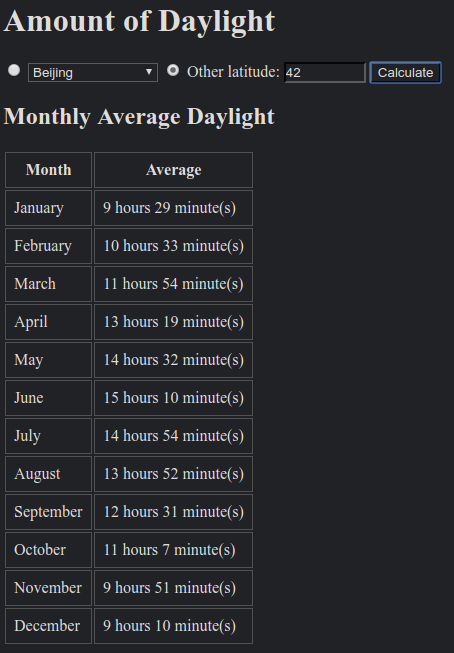 Amount of Daylight
Beijing Other latitude: 42 Calculate
Monthly Average Daylight
Month Average
January 9 hours 29 minute(s)
February 10 hours 33 minute(s)
March 11 hours 54 minute(s)
April 13 hours 19 minute(s)
May 14 hours 32 minute(s)
June 15 hours 10 minute(s)
July 14 hours 54 minute(s)
August 13 hours 52 minute(s)
September 12 hours 31 minute(s)
October 11 hours 7 minute(s)
November 9 hours 51 minute(s)
December 9 hours 10 minute(s)